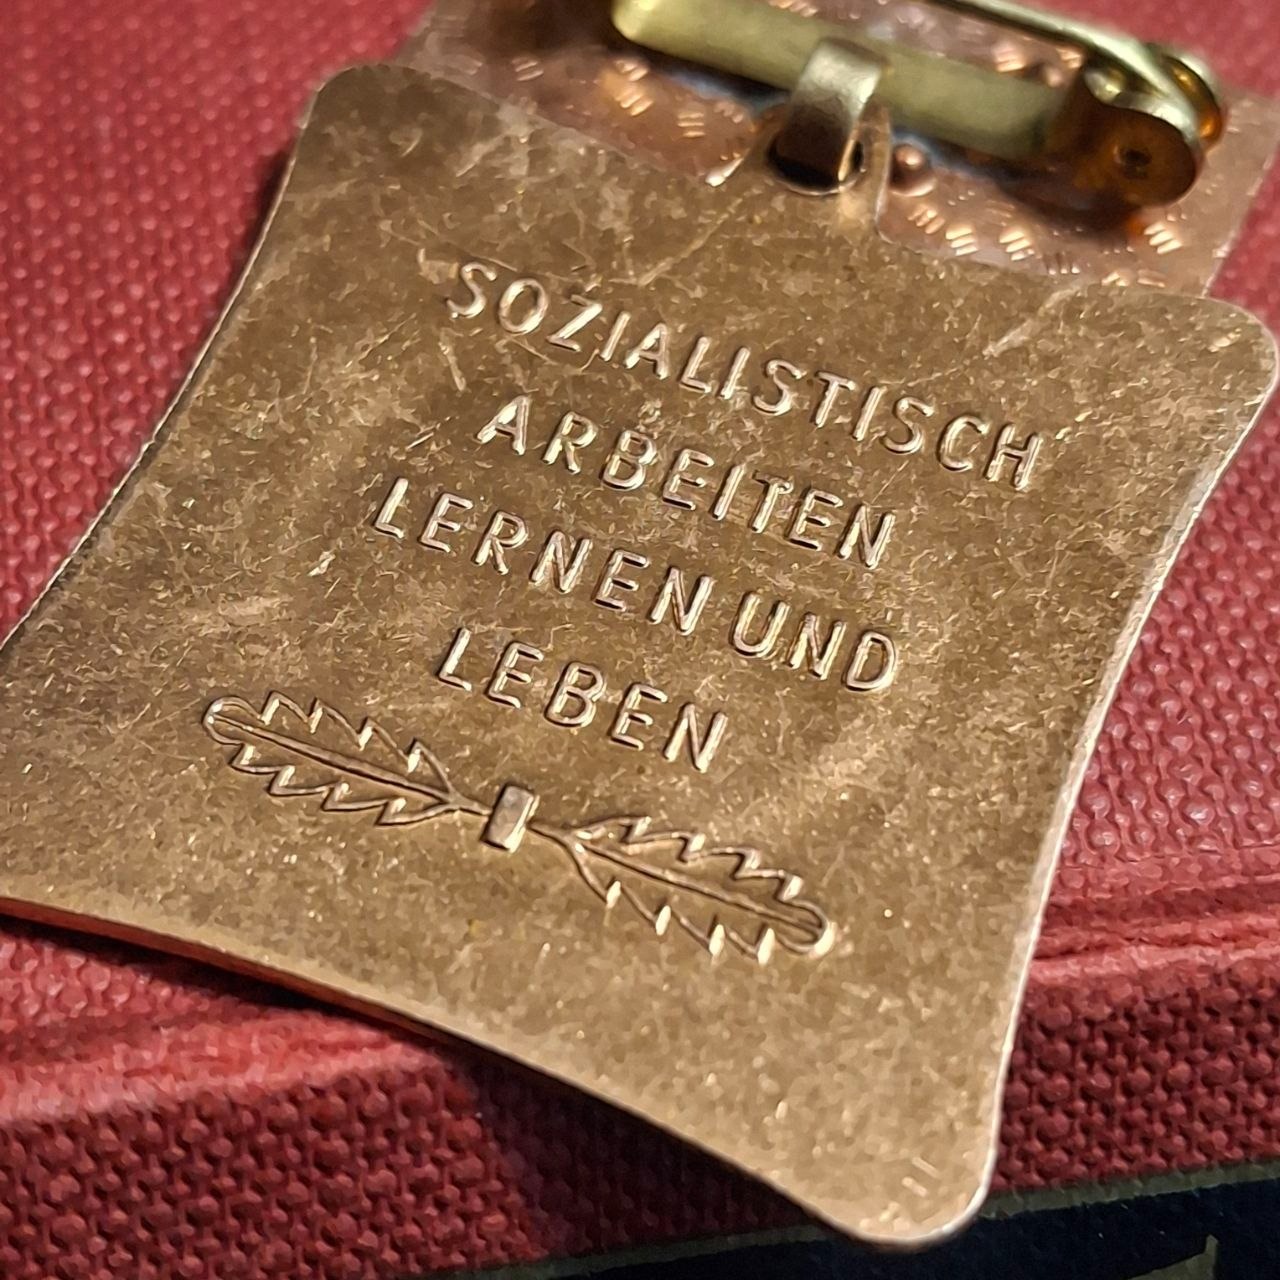 SOZIALISTISCH
ARBEITEN
LERNEN UND
LEBEN